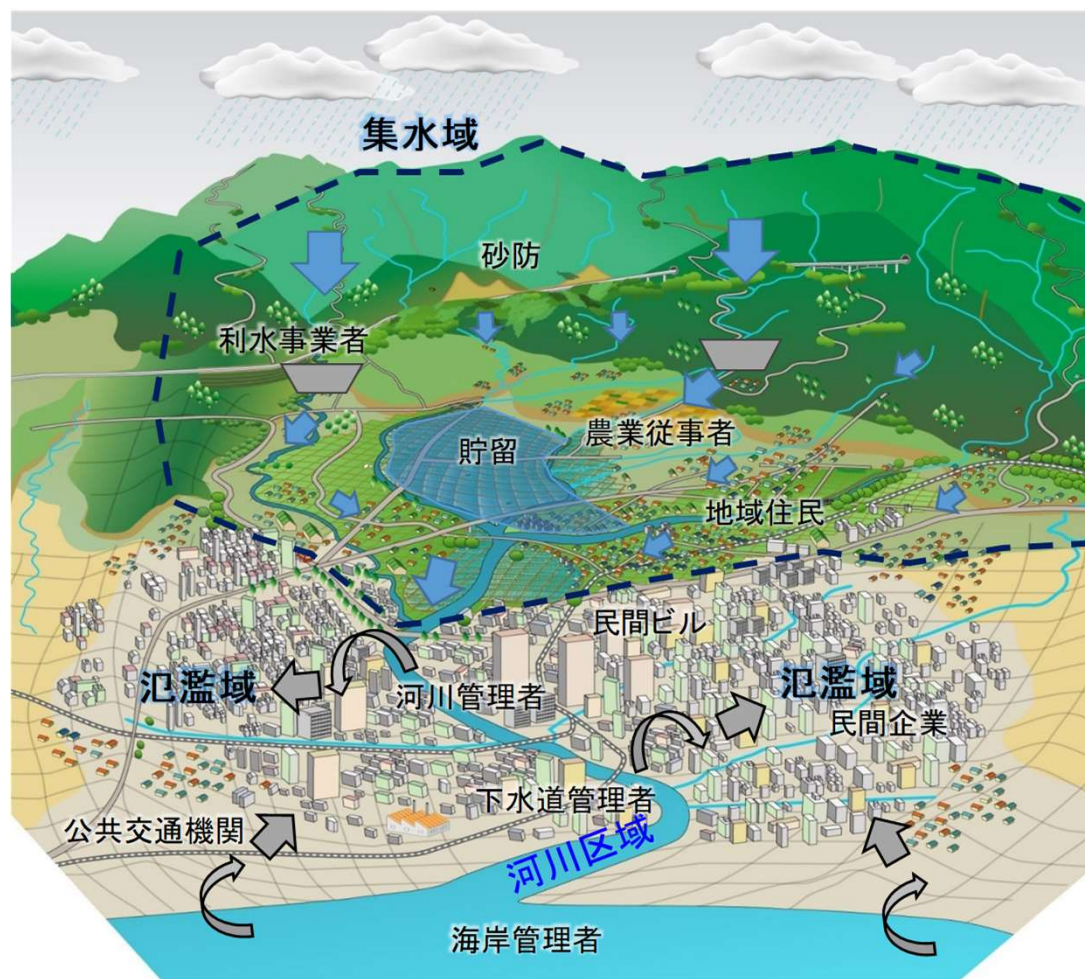 集水域
砂防
利水事業者
農業従事者
貯留
地域住民
民間ビル
氾濫域
氾濫域
河川管理者
民間企業
下水道管理者
公共交通機関
河川区域
海岸管理者